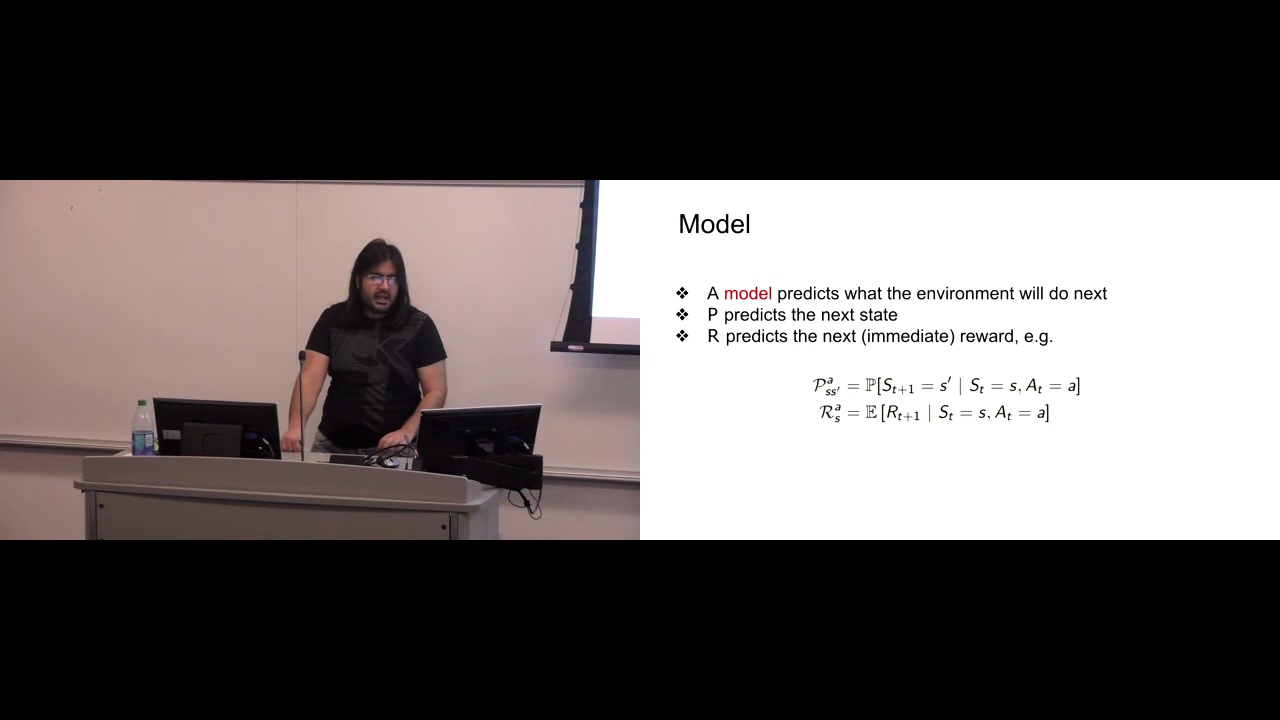 Model
❖ A model predicts what the environment will do next
❖ P predicts the next state
❖ R predicts the next (immediate) reward, e.g.
𝒫ᵃₛₛ′ = ℙ[Sₜ₊₁ = s′ | Sₜ = s, Aₜ = a]
ℛᵃₛ = 𝔼 [Rₜ₊₁ | Sₜ = s, Aₜ = a]